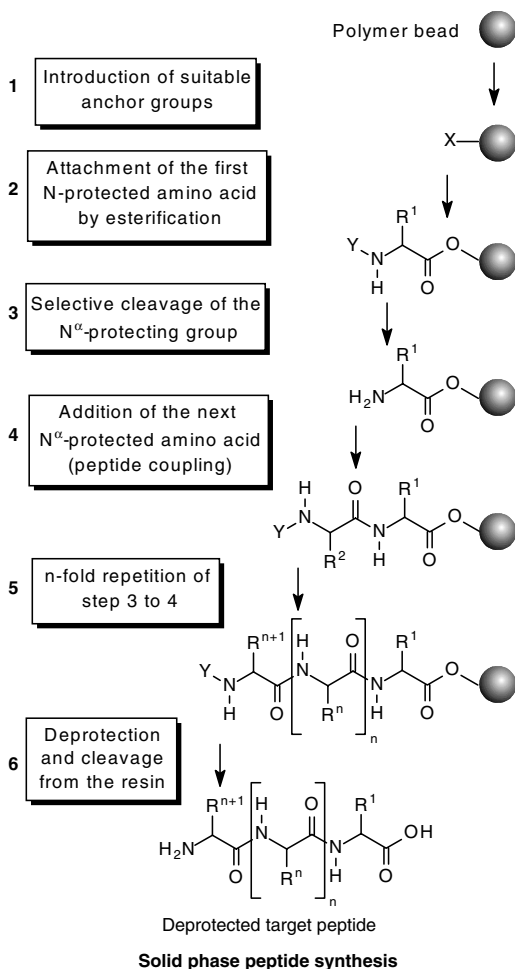 Polymer bead
1
Introduction of suitable
anchor groups
X
2
Attachment of the first
N-protected amino acid
by esterification
R¹
Y
N
H
O
O
3
Selective cleavage of the
Nᵅ-protecting group
R¹
H₂N
O
O
4
Addition of the next
Nᵅ-protected amino acid
(peptide coupling)
H
N
Y
R²
O
N
H
R¹
O
O
5
n-fold repetition of
step 3 to 4
Rⁿ⁺¹
Y
N
H
O
H
N
Rⁿ
O
n
N
H
R¹
O
O
6
Deprotection
and cleavage
from the resin
Rⁿ⁺¹
H₂N
O
H
N
Rⁿ
O
n
N
H
R¹
OH
O
Deprotected target peptide
Solid phase peptide synthesis